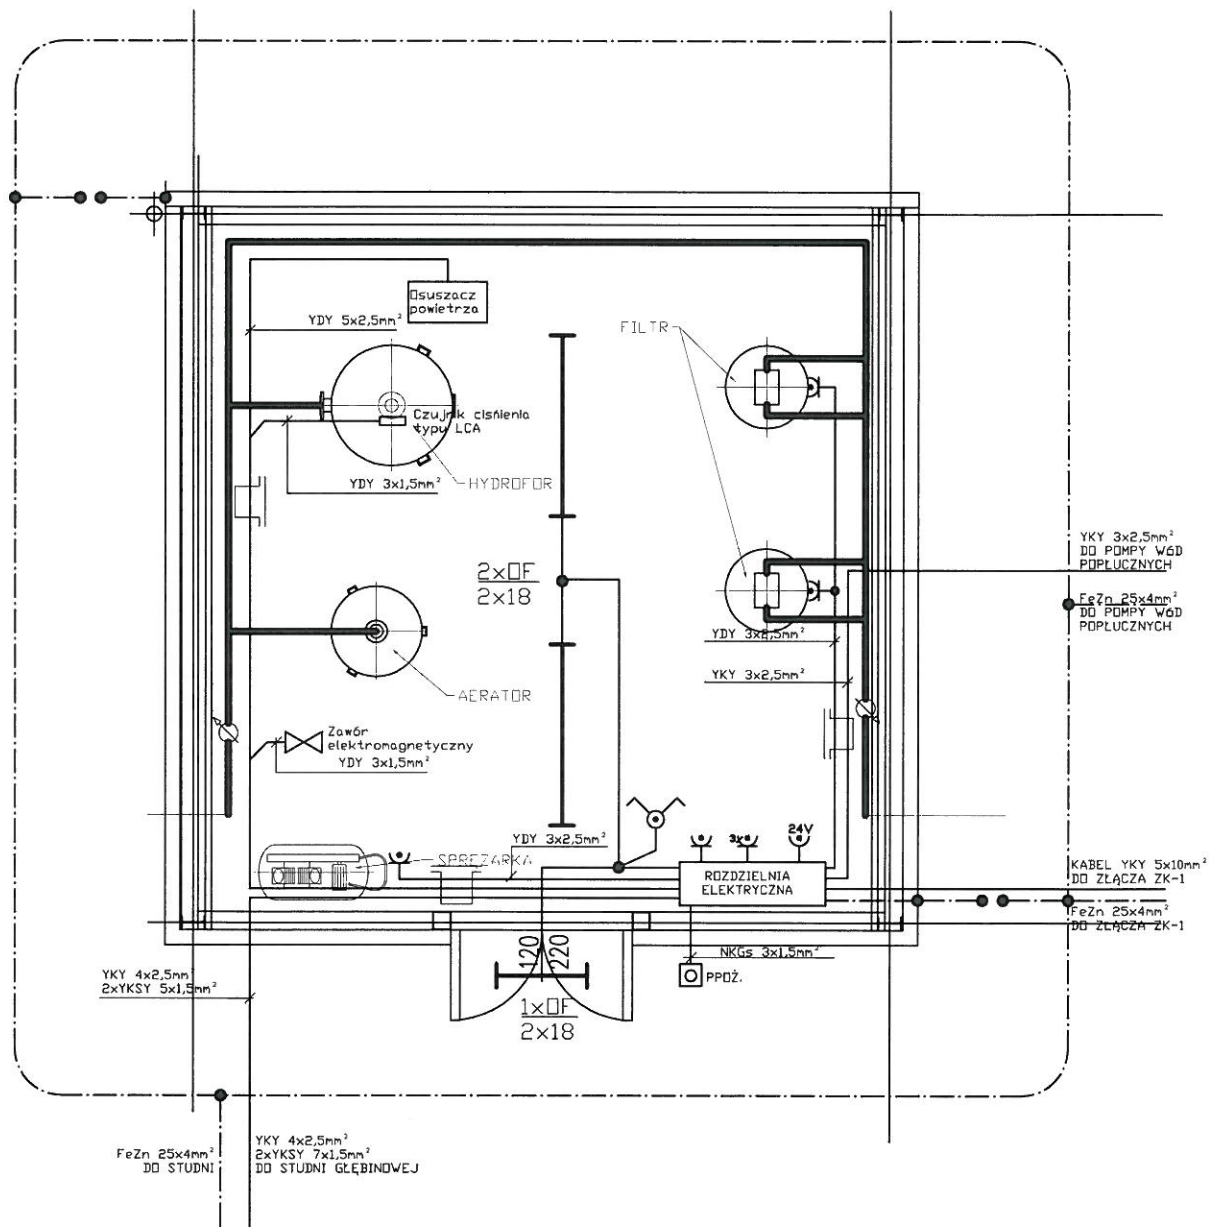 Osuszacz
powietrza
YDY 5x2,5mm²
FILTR
Czujnik ciśnienia
typu LCA
YDY 3x1,5mm²
HYDROFOR
YKY 3x2,5mm²
DO POMPY WÓD
POPŁUCZNYCH
2xOF
2x18
FeZn 25x4mm²
DO POMPY WÓD
POPŁUCZNYCH
YDY 3x2,5mm²
YKY 3x2,5mm²
AERATOR
Zawór
elektromagnetyczny
YDY 3x1,5mm²
YDY 3x2,5mm²
3x
24V
SPRĘŻARKA
ROZDZIELNIA
ELEKTRYCZNA
KABEL YKY 5x10mm²
DO ZŁĄCZA ZK-1
FeZn 25x4mm²
DO ZŁĄCZA ZK-1
120
220
NKGs 3x1,5mm²
PPOŻ.
YKY 4x2,5mm²
2xYKSY 5x1,5mm²
1xOF
2x18
FeZn 25x4mm²
DO STUDNI
YKY 4x2,5mm²
2xYKSY 7x1,5mm²
DO STUDNI GŁĘBINOWEJ